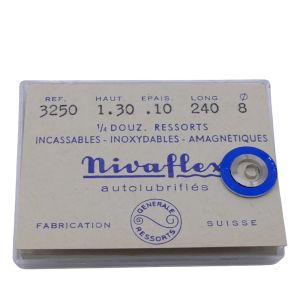 REF. HAUT EPAIS. LONG Ø
3250 1.30 .10 240 8
¼ DOUZ. RESSORTS
INCASSABLES - INOXYDABLES - AMAGNÉTIQUES
Nivaflex
autolubrifiés
FABRICATION GENERALE RESSORTS SUISSE